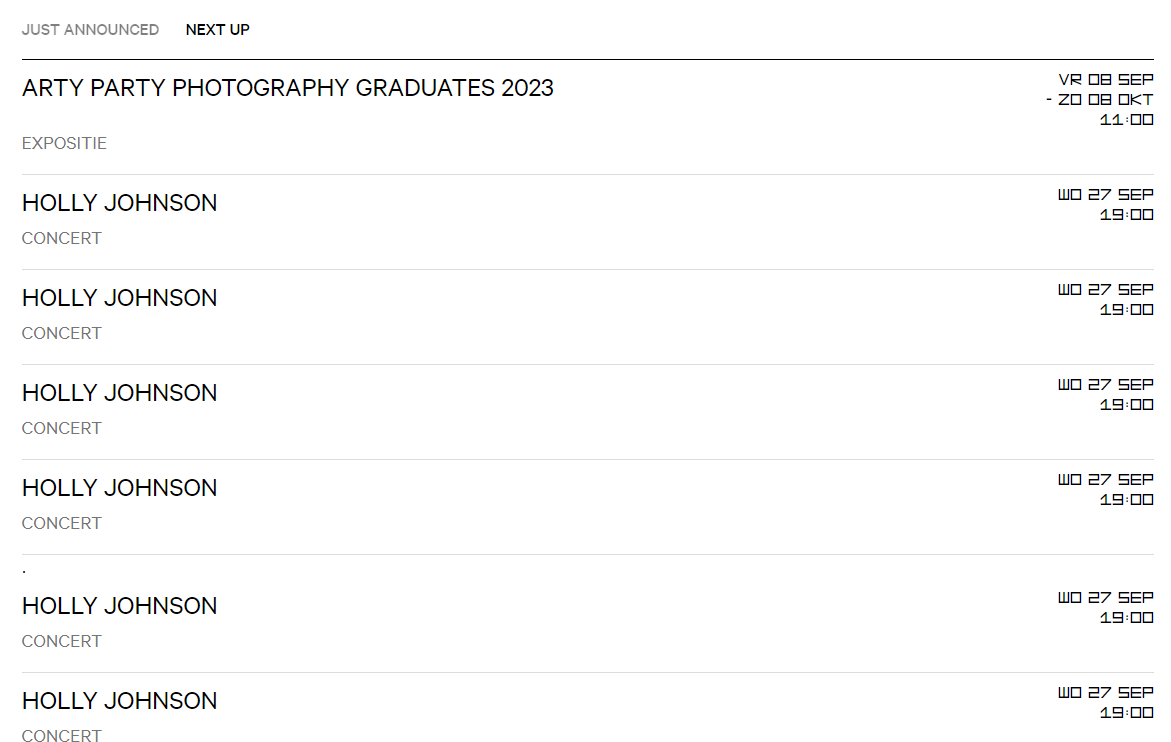 JUST ANNOUNCED NEXT UP
ARTY PARTY PHOTOGRAPHY GRADUATES 2023
VR 08 SEP
- ZO 08 OKT
11:00
EXPOSITIE
HOLLY JOHNSON
WO 27 SEP
19:00
CONCERT
HOLLY JOHNSON
WO 27 SEP
19:00
CONCERT
HOLLY JOHNSON
WO 27 SEP
19:00
CONCERT
HOLLY JOHNSON
WO 27 SEP
19:00
CONCERT
.
HOLLY JOHNSON
WO 27 SEP
19:00
CONCERT
HOLLY JOHNSON
WO 27 SEP
19:00
CONCERT